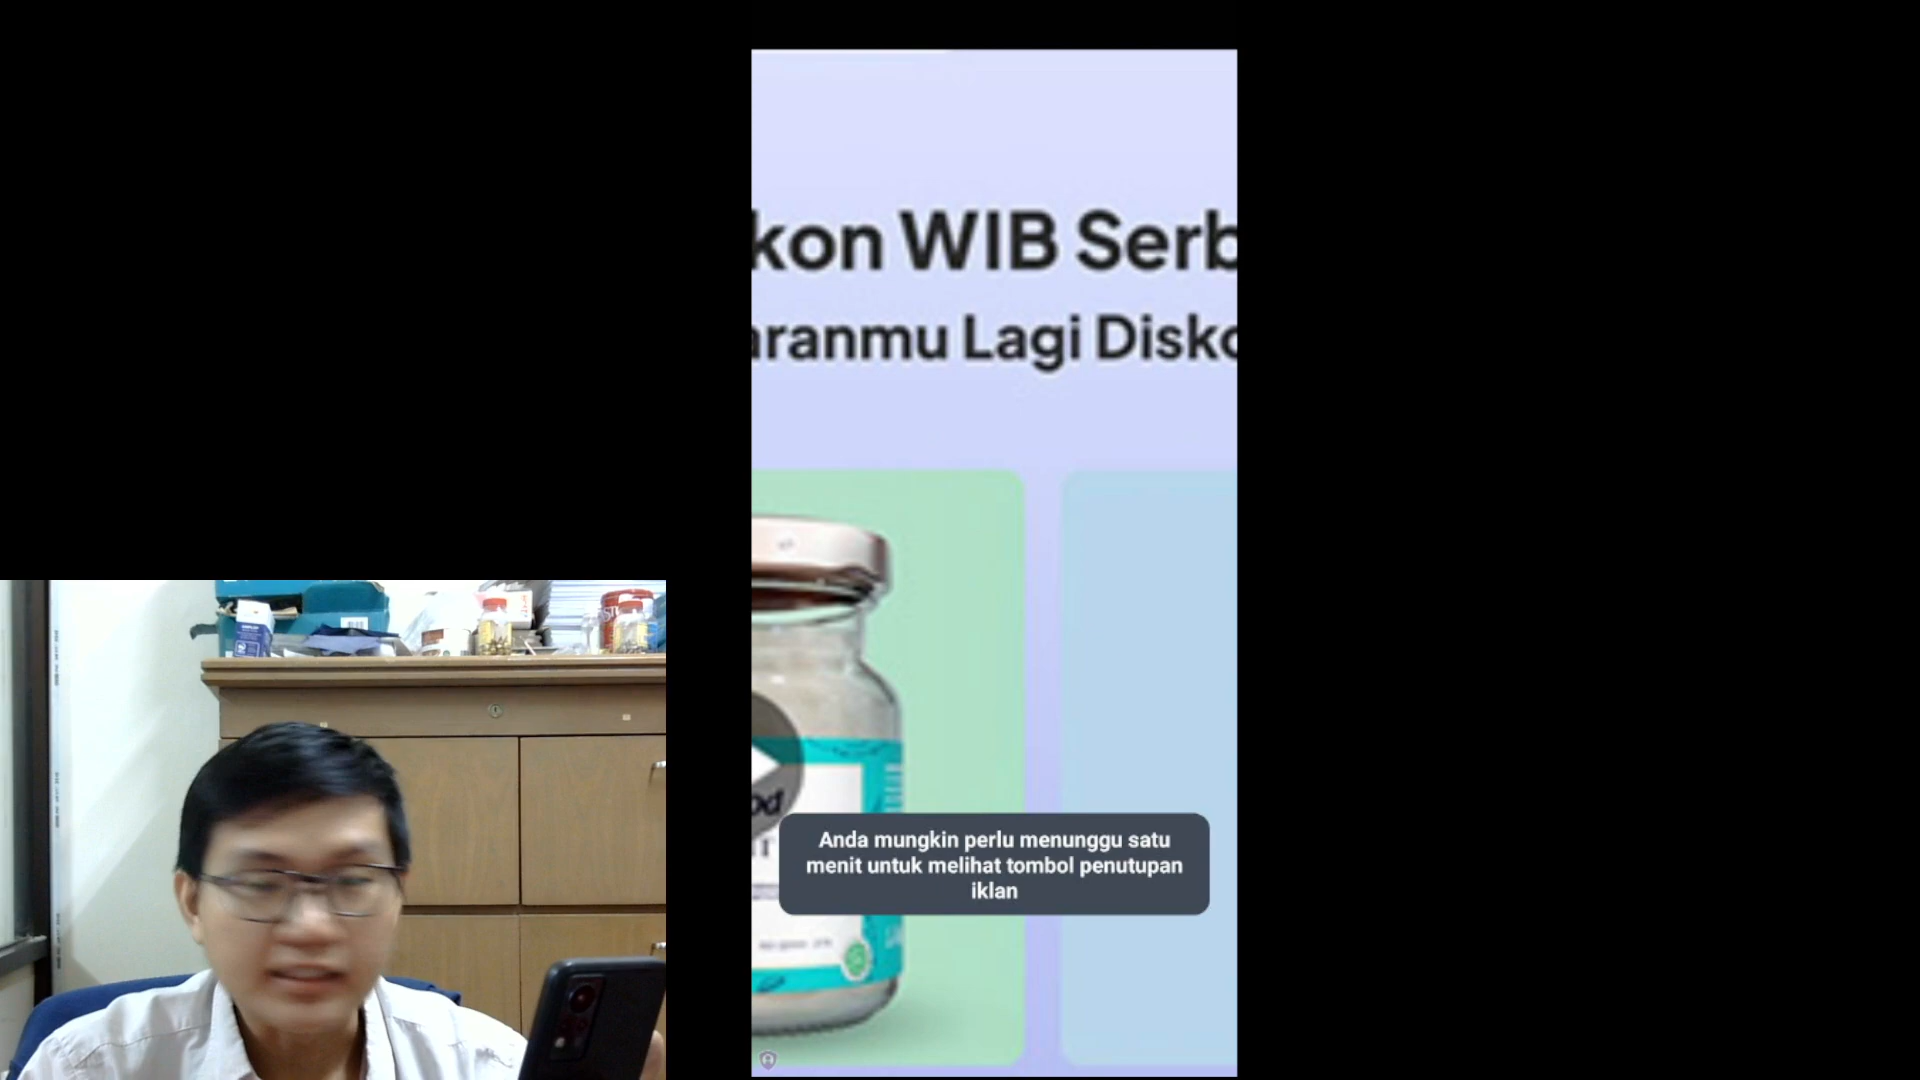 kon WIB Serb
aranmu Lagi Disko
Anda mungkin perlu menunggu satu
menit untuk melihat tombol penutupan
iklan